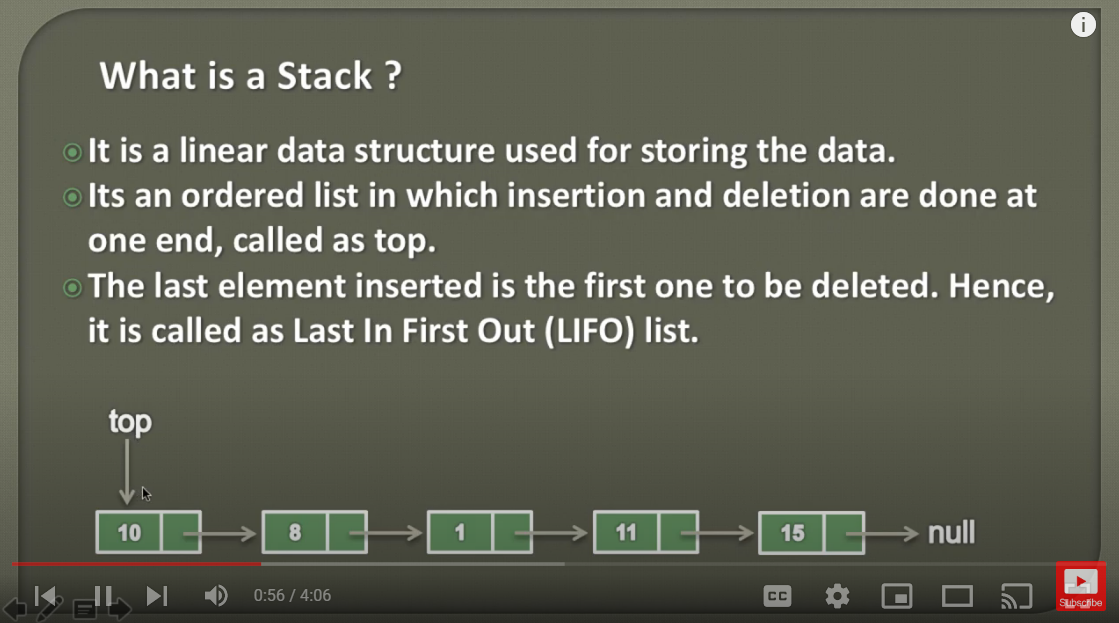 What is a Stack ?
It is a linear data structure used for storing the data.
Its an ordered list in which insertion and deletion are done at
one end, called as top.
The last element inserted is the first one to be deleted. Hence,
it is called as Last In First Out (LIFO) list.
top
10 8 1 11 15 null
0:56 / 4:06
CC
Subscribe
i